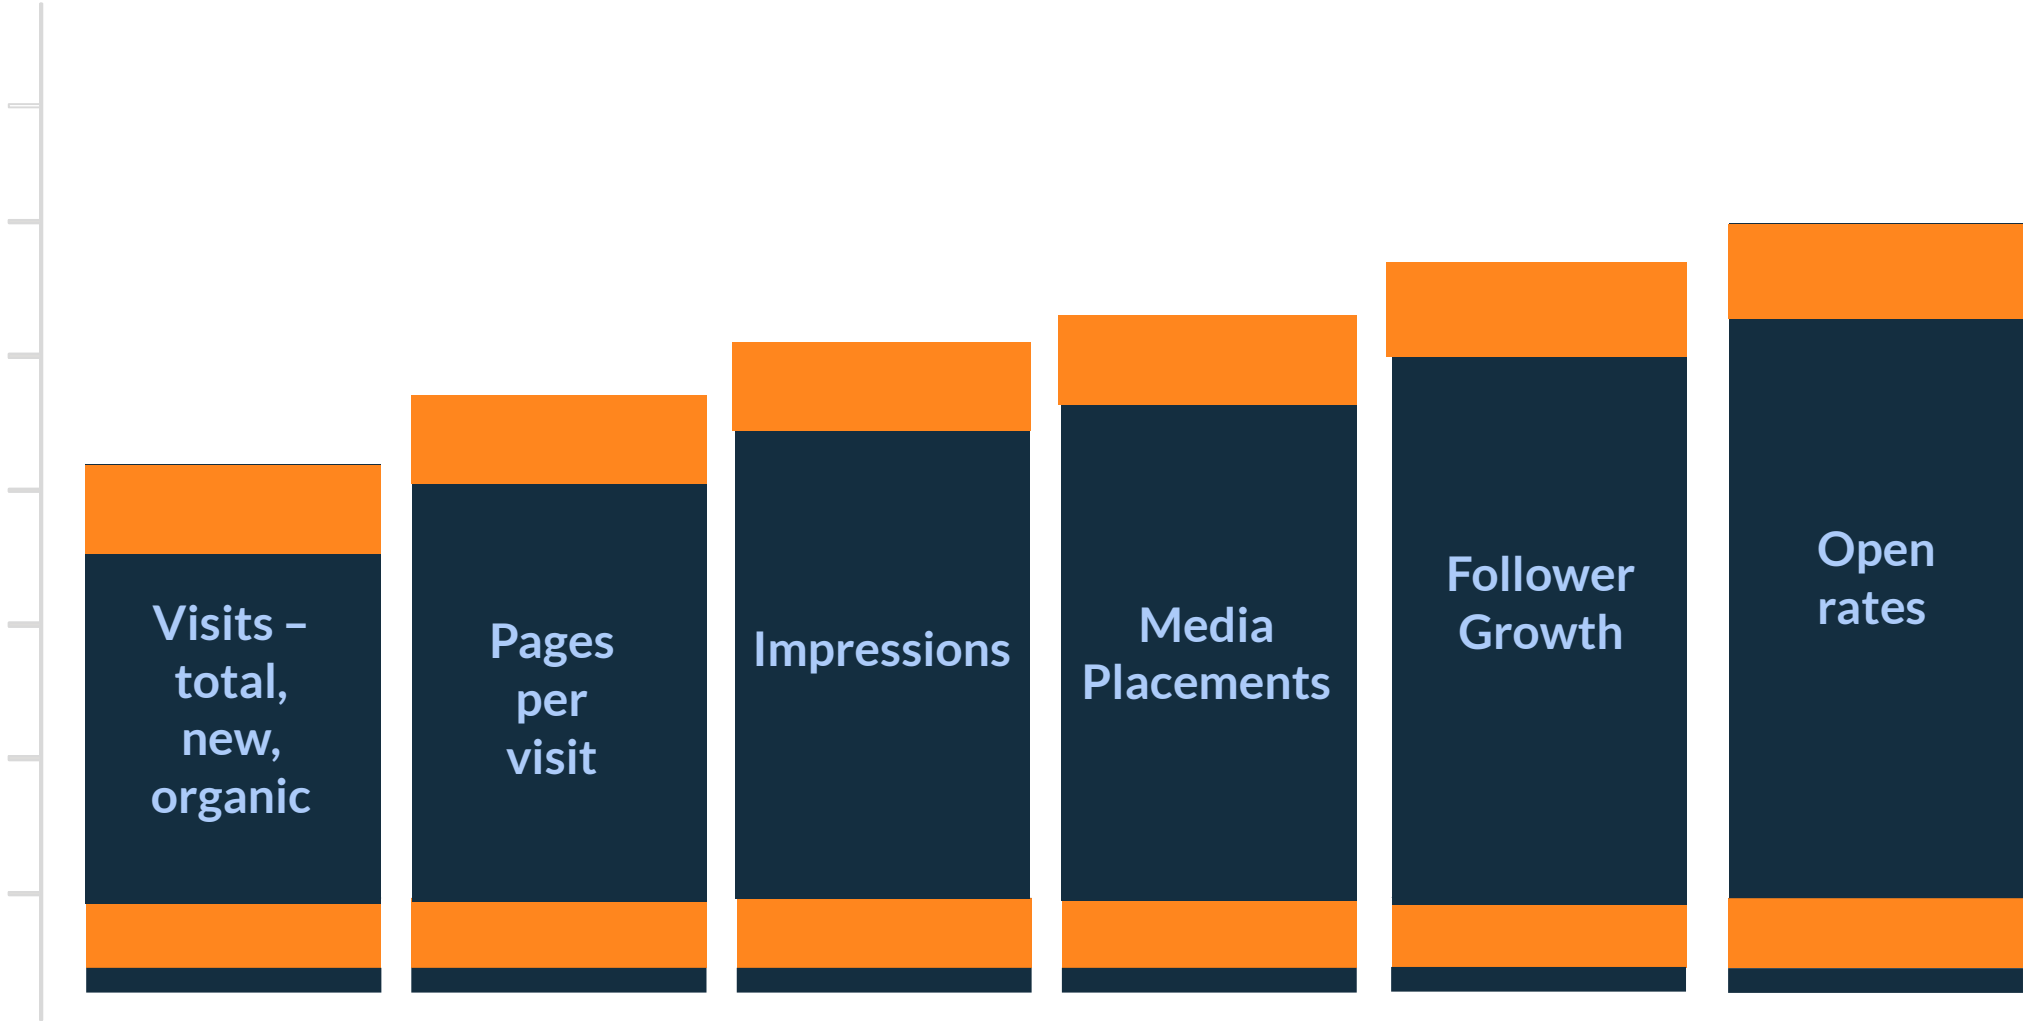 Visits –
total,
new,
organic
Pages
per
visit
Impressions
Media
Placements
Follower
Growth
Open
rates